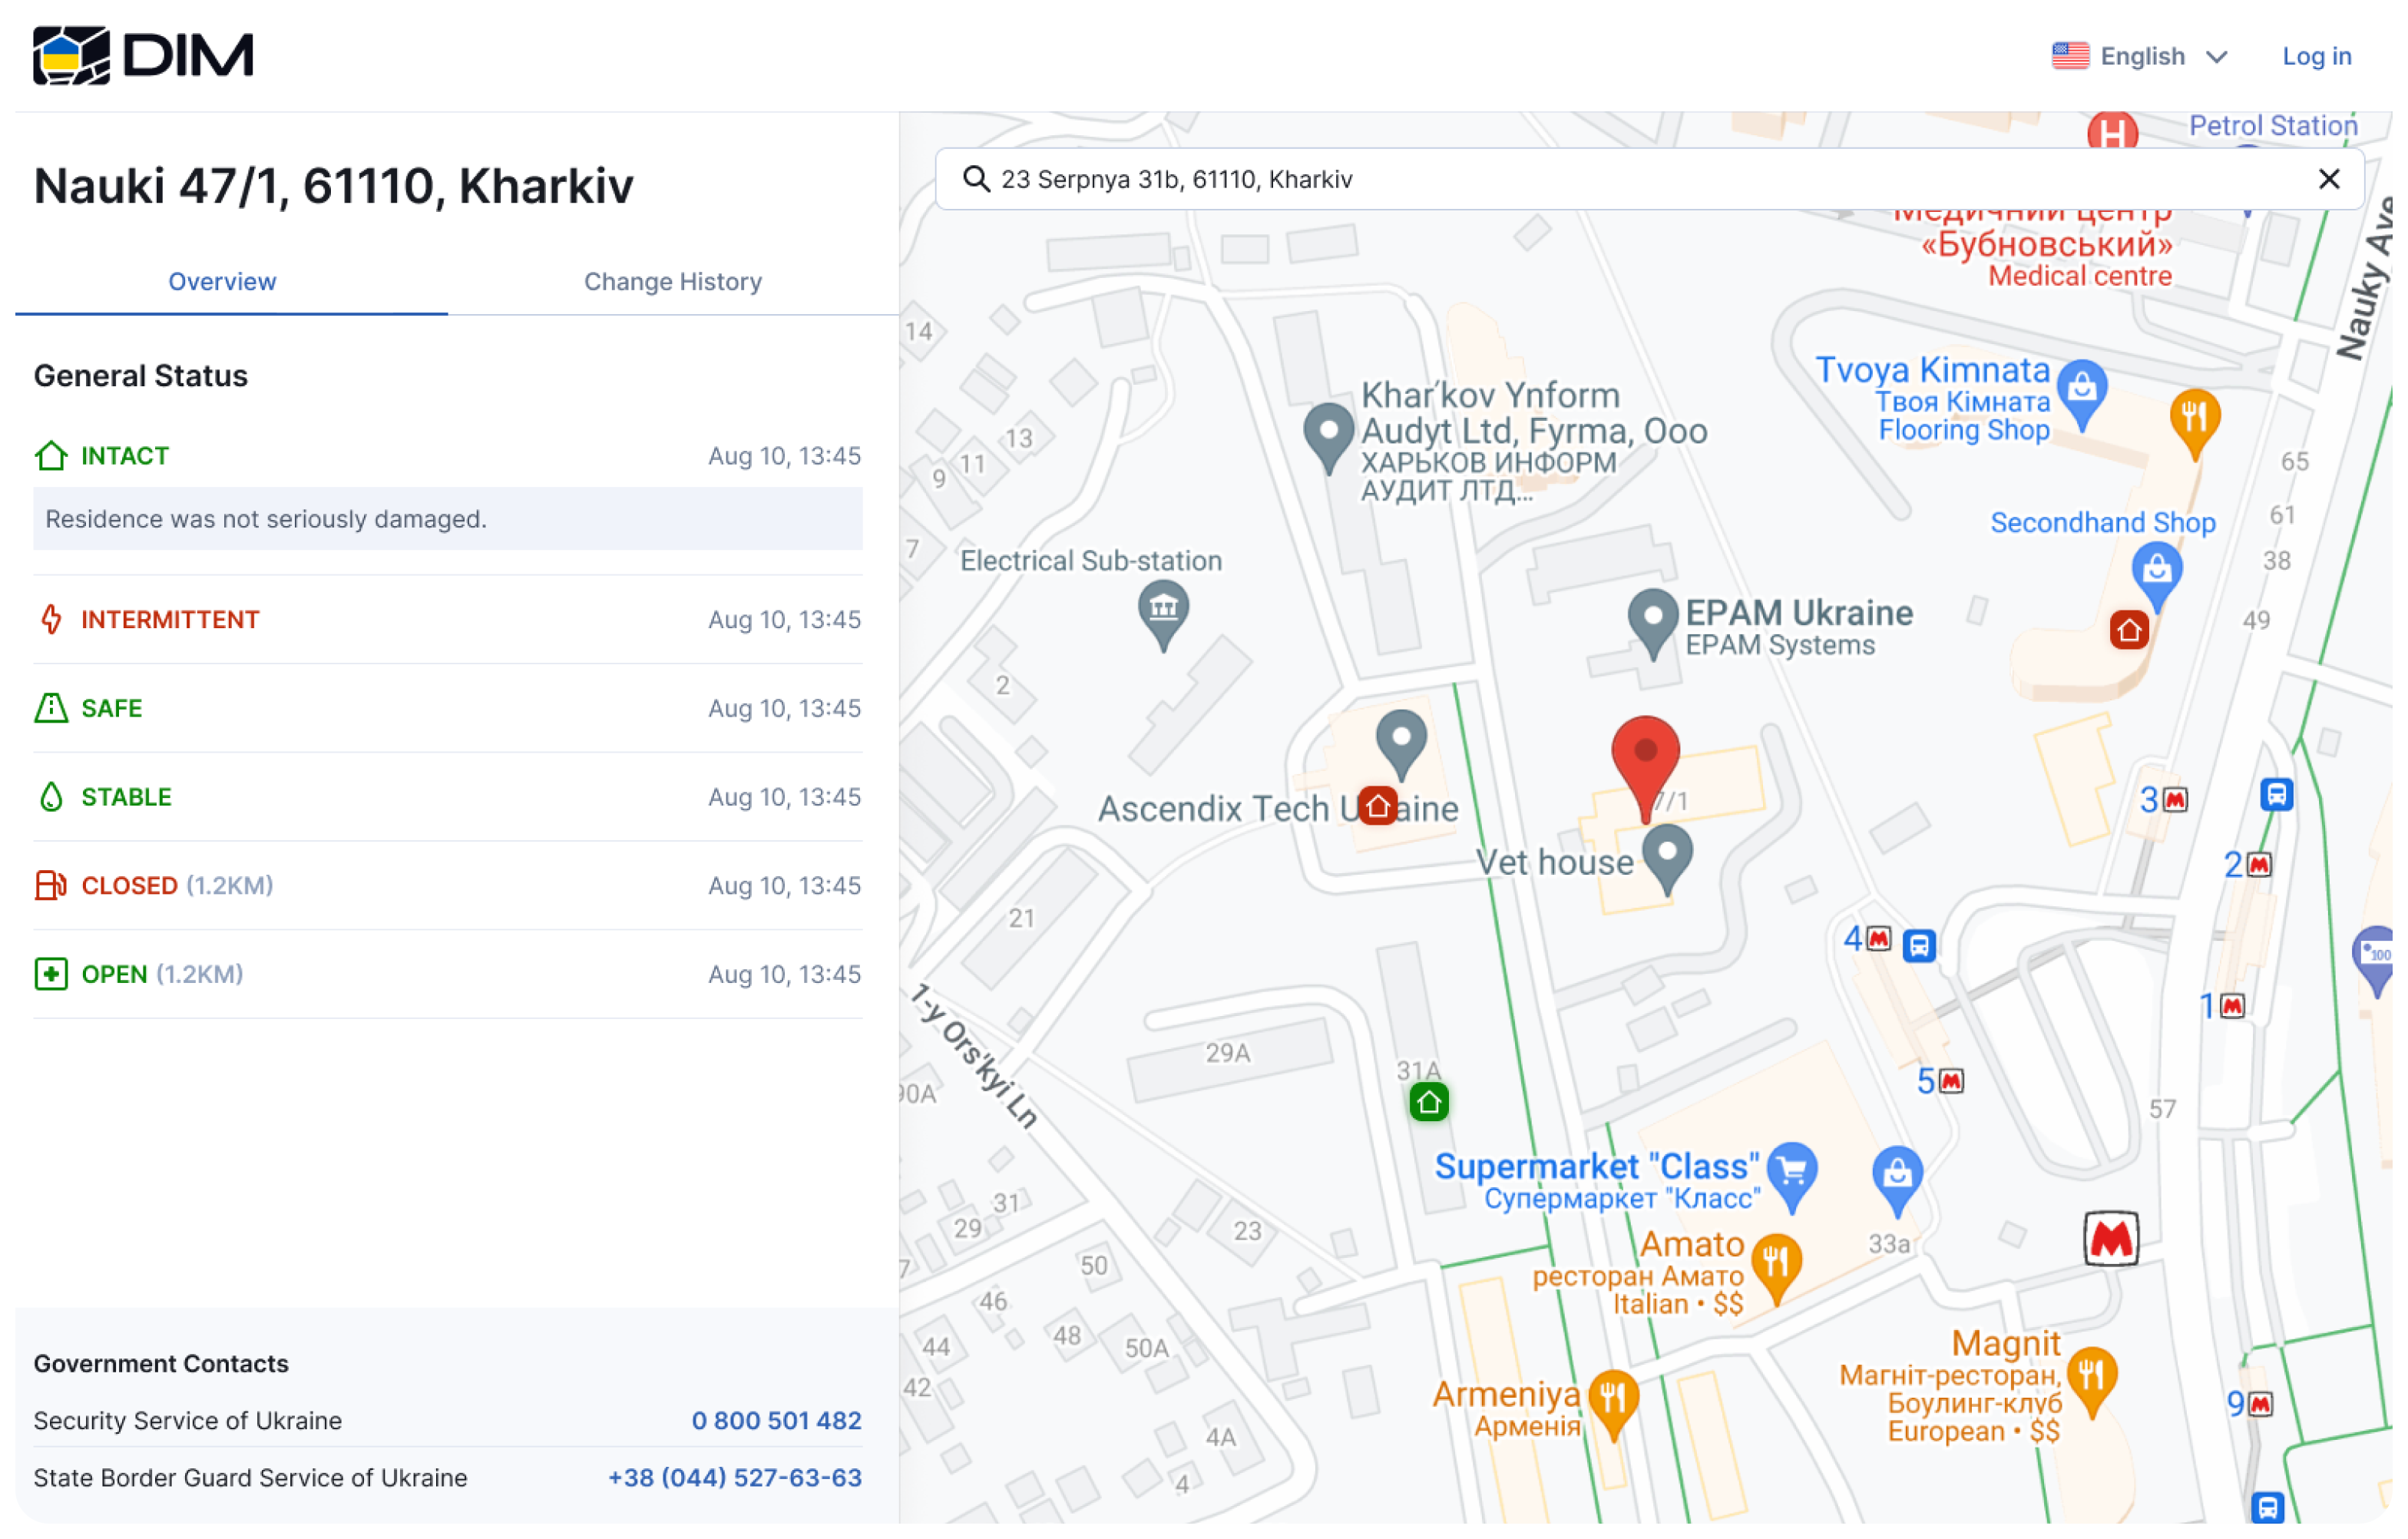 DIM
English
Log in
Nauki 47/1, 61110, Kharkiv
Overview
Change History
General Status
INTACT
Aug 10, 13:45
Residence was not seriously damaged.
INTERMITTENT
Aug 10, 13:45
SAFE
Aug 10, 13:45
STABLE
Aug 10, 13:45
CLOSED (1.2KM)
Aug 10, 13:45
OPEN (1.2KM)
Aug 10, 13:45
Government Contacts
Security Service of Ukraine
0 800 501 482
State Border Guard Service of Ukraine
+38 (044) 527-63-63
H
Petrol Station
23 Serpnya 31b, 61110, Kharkiv
Медичний центр
«Бубновський»
Medical centre
Nauky Ave
14
Khar'kov Ynform
Audyt Ltd, Fyrma, Ooo
ХАРЬКОВ ИНФОРМ
АУДИТ ЛТД...
Tvoya Kimnata
Твоя Кімната
Flooring Shop
13
11
9
7
65
61
38
49
Secondhand Shop
Electrical Sub-station
EPAM Ukraine
EPAM Systems
2
Ascendix Tech U aine
7/1
Vet house
3 M
2 M
4 M
1 M
5 M
100
21
1-y Ors'kyi Ln
29A
31A
90A
57
Supermarket "Class"
Супермаркет "Класс"
31
29
23
33a
M
Amato
ресторан Амато
Italian • $$
7
50
46
48
44
50A
42
Magnit
Магніт-ресторан,
Боулинг-клуб
European • $$
Armeniya
Арменія
9 M
4A
4